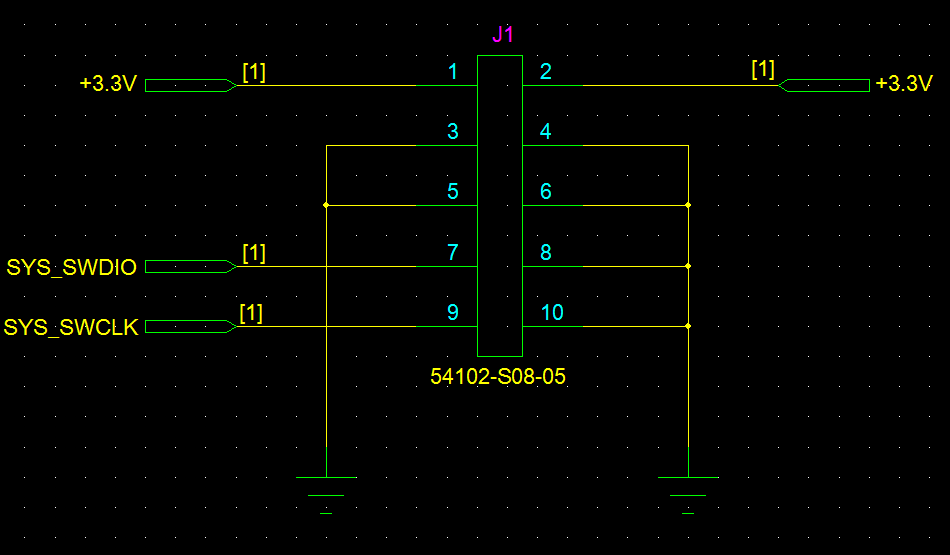 J1
+3.3V [1] 1 2 [1] +3.3V
3 4
5 6
SYS_SWDIO [1] 7 8
SYS_SWCLK [1] 9 10
54102-S08-05